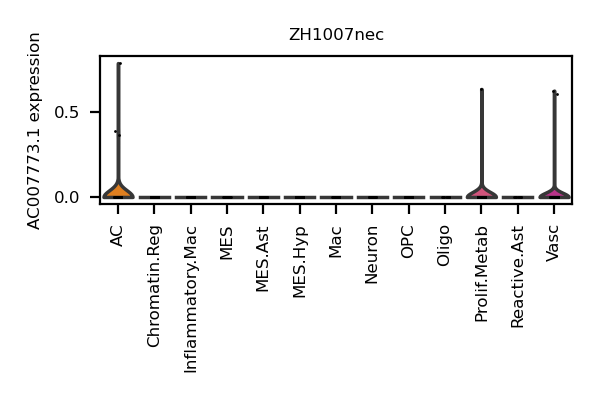 ZH1007nec
AC007773.1 expression
0.5
0.0
AC
Chromatin.Reg
Inflammatory.Mac
MES
MES.Ast
MES.Hyp
Mac
Neuron
OPC
Oligo
Prolif.Metab
Reactive.Ast
Vasc